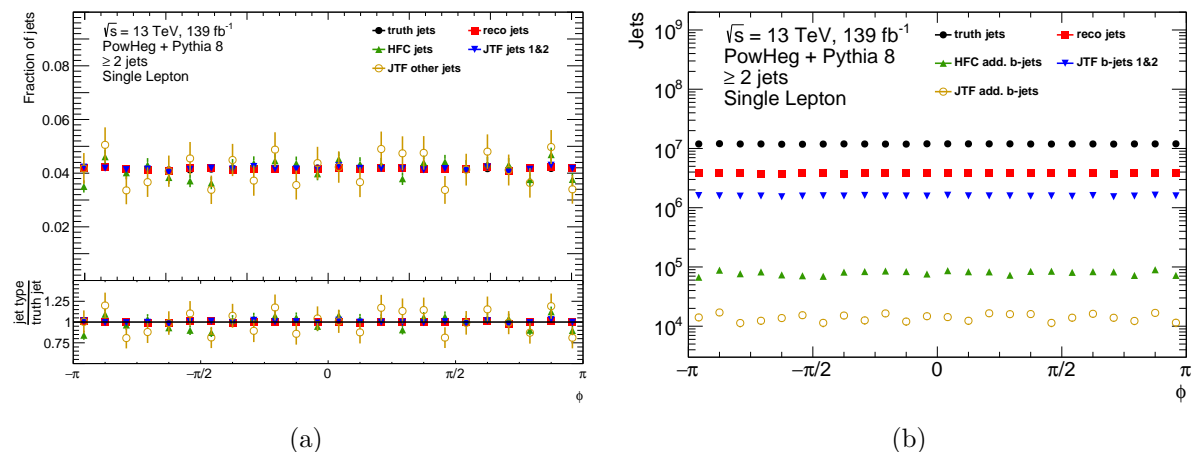 Fraction of jets
0.1
0.08
0.06
0.04
0.02
√s = 13 TeV, 139 fb⁻¹
PowHeg + Pythia 8
≥ 2 jets
Single Lepton
truth jets
reco jets
HFC jets
JTF jets 1&2
JTF other jets
jet type
truth jet
1.25
1
0.75
−π
−π/2
0
π/2
π
ϕ
(a)
Jets
10⁹
10⁸
10⁷
10⁶
10⁵
10⁴
√s = 13 TeV, 139 fb⁻¹
PowHeg + Pythia 8
≥ 2 jets
Single Lepton
truth jets
reco jets
HFC add. b-jets
JTF b-jets 1&2
JTF add. b-jets
−π
−π/2
0
π/2
π
ϕ
(b)